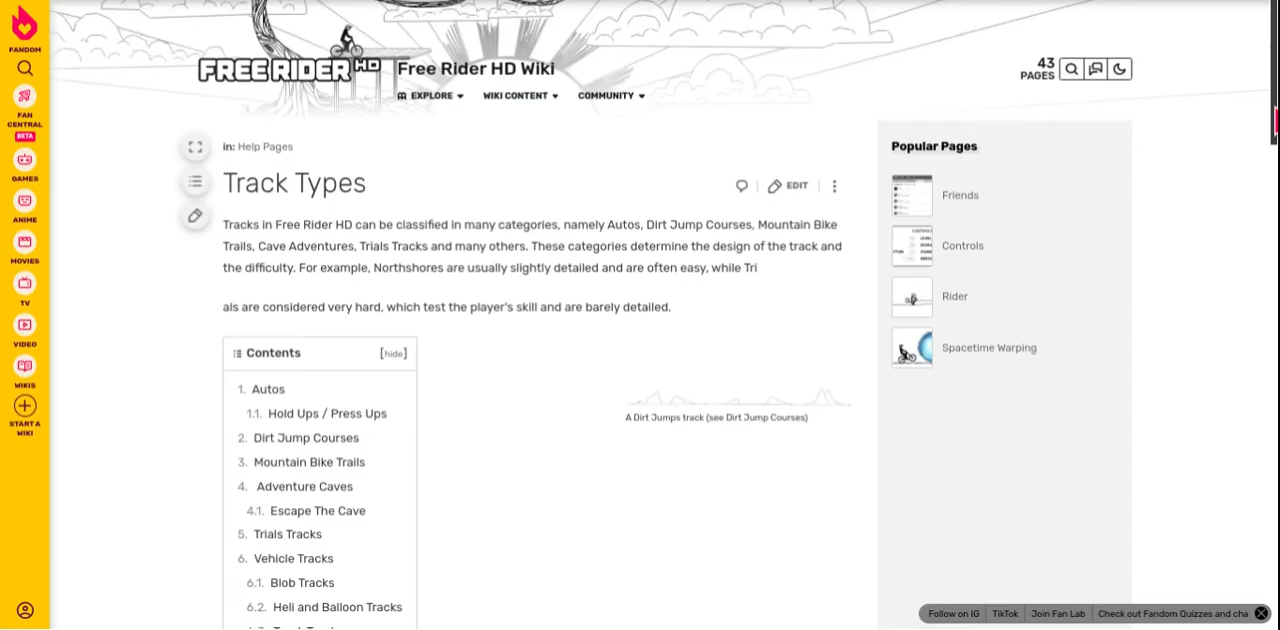 FANDOM
FAN
CENTRAL
BETA
GAMES
ANIME
MOVIES
TV
VIDEO
WIKIS
START A
WIKI
FREERIDER HD
Free Rider HD Wiki
EXPLORE
WIKI CONTENT
COMMUNITY
43
PAGES
in: Help Pages
Track Types
EDIT
Tracks in Free Rider HD can be classified in many categories, namely Autos, Dirt Jump Courses, Mountain Bike
Trails, Cave Adventures, Trials Tracks and many others. These categories determine the design of the track and
the difficulty. For example, Northshores are usually slightly detailed and are often easy, while Tri
als are considered very hard, which test the player's skill and are barely detailed.
Contents [hide]
1. Autos
1.1. Hold Ups / Press Ups
2. Dirt Jump Courses
3. Mountain Bike Trails
4. Adventure Caves
4.1. Escape The Cave
5. Trials Tracks
6. Vehicle Tracks
6.1. Blob Tracks
6.2. Heli and Balloon Tracks
A Dirt Jumps track (see Dirt Jump Courses)
Popular Pages
Friends
Controls
Rider
Spacetime Warping
Follow on IG
TikTok
Join Fan Lab
Check out Fandom Quizzes and cha